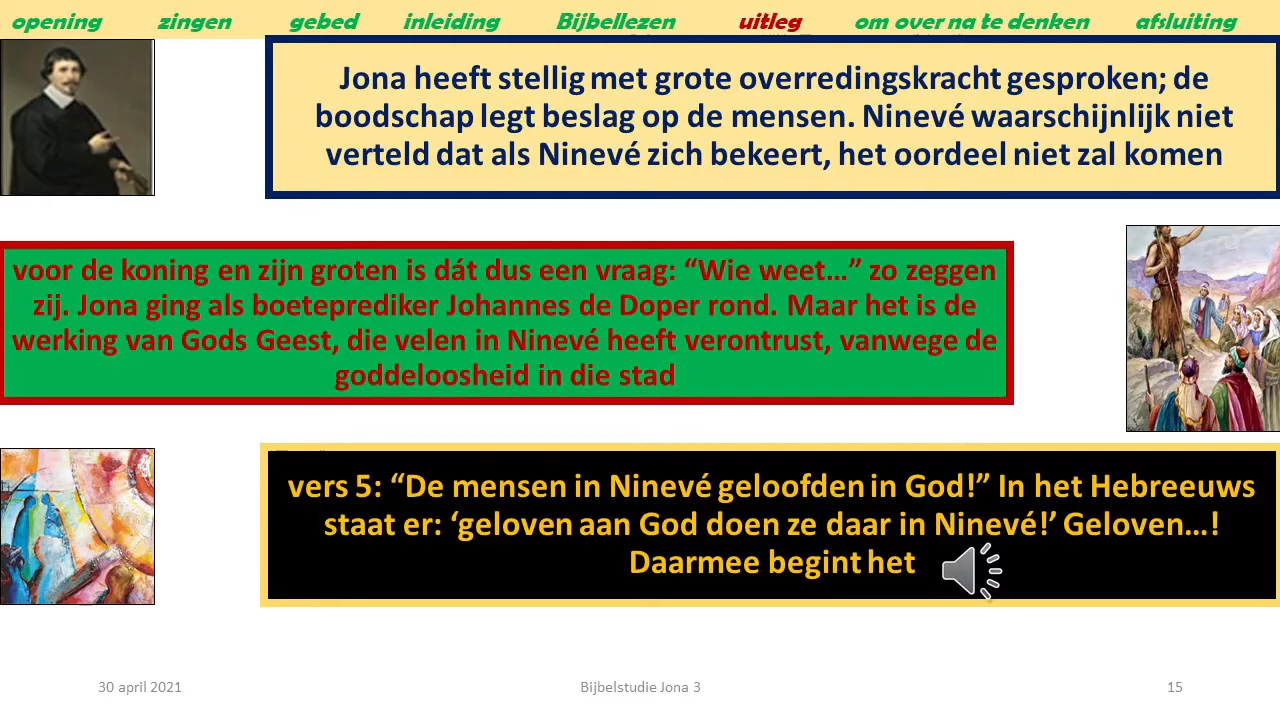 opening zingen gebed inleiding Bijbellezen uitleg om over na te denken afsluiting
Jona heeft stellig met grote overredingskracht gesproken; de
boodschap legt beslag op de mensen. Ninevé waarschijnlijk niet
verteld dat als Ninevé zich bekeert, het oordeel niet zal komen
voor de koning en zijn groten is dát dus een vraag: “Wie weet…” zo zeggen
zij. Jona ging als boeteprediker Johannes de Doper rond. Maar het is de
werking van Gods Geest, die velen in Ninevé heeft verontrust, vanwege de
goddeloosheid in die stad
vers 5: “De mensen in Ninevé geloofden in God!” In het Hebreeuws
staat er: ‘geloven aan God doen ze daar in Ninevé!’ Geloven…!
Daarmee begint het
30 april 2021
Bijbelstudie Jona 3
15